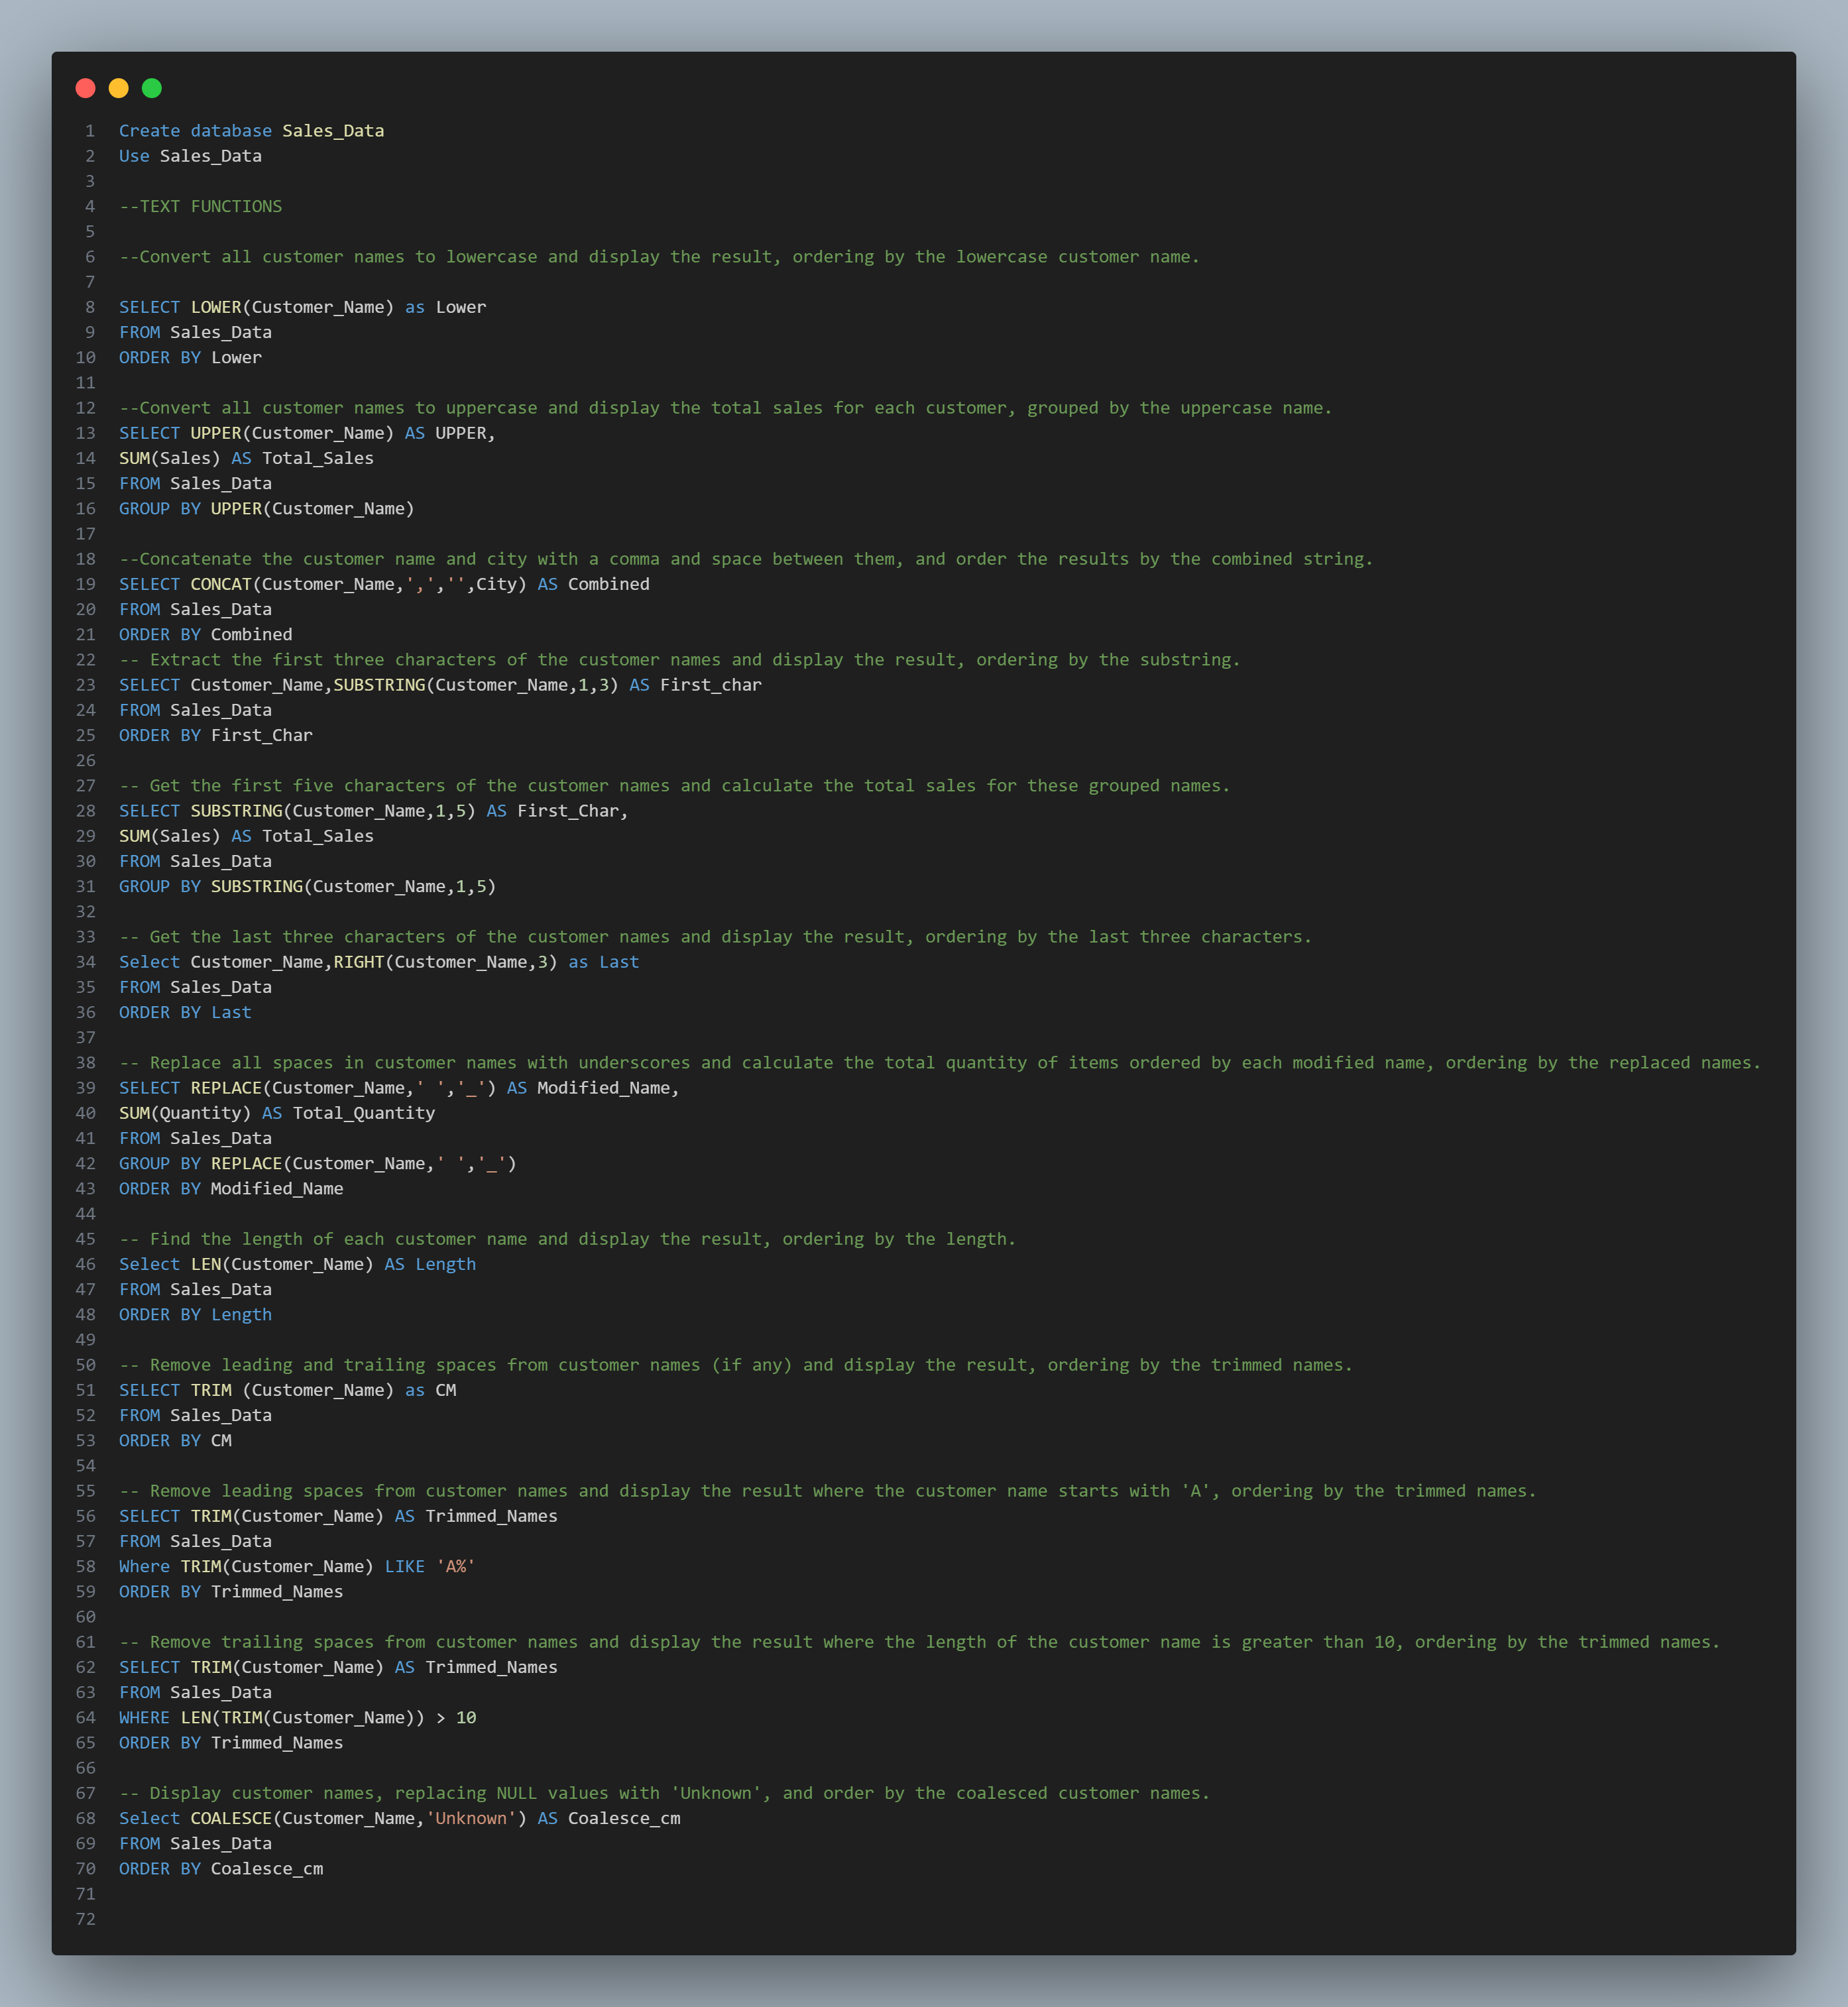 1 Create database Sales_Data
2 Use Sales_Data
3
4 --TEXT FUNCTIONS
5
6 --Convert all customer names to lowercase and display the result, ordering by the lowercase customer name.
7
8 SELECT LOWER(Customer_Name) as Lower
9 FROM Sales_Data
10 ORDER BY Lower
11
12 --Convert all customer names to uppercase and display the total sales for each customer, grouped by the uppercase name.
13 SELECT UPPER(Customer_Name) AS UPPER,
14 SUM(Sales) AS Total_Sales
15 FROM Sales_Data
16 GROUP BY UPPER(Customer_Name)
17
18 --Concatenate the customer name and city with a comma and space between them, and order the results by the combined string.
19 SELECT CONCAT(Customer_Name,',','',City) AS Combined
20 FROM Sales_Data
21 ORDER BY Combined
22 -- Extract the first three characters of the customer names and display the result, ordering by the substring.
23 SELECT Customer_Name,SUBSTRING(Customer_Name,1,3) AS First_char
24 FROM Sales_Data
25 ORDER BY First_Char
26
27 -- Get the first five characters of the customer names and calculate the total sales for these grouped names.
28 SELECT SUBSTRING(Customer_Name,1,5) AS First_Char,
29 SUM(Sales) AS Total_Sales
30 FROM Sales_Data
31 GROUP BY SUBSTRING(Customer_Name,1,5)
32
33 -- Get the last three characters of the customer names and display the result, ordering by the last three characters.
34 Select Customer_Name,RIGHT(Customer_Name,3) as Last
35 FROM Sales_Data
36 ORDER BY Last
37
38 -- Replace all spaces in customer names with underscores and calculate the total quantity of items ordered by each modified name, ordering by the replaced names.
39 SELECT REPLACE(Customer_Name,' ','_') AS Modified_Name,
40 SUM(Quantity) AS Total_Quantity
41 FROM Sales_Data
42 GROUP BY REPLACE(Customer_Name,' ','_')
43 ORDER BY Modified_Name
44
45 -- Find the length of each customer name and display the result, ordering by the length.
46 Select LEN(Customer_Name) AS Length
47 FROM Sales_Data
48 ORDER BY Length
49
50 -- Remove leading and trailing spaces from customer names (if any) and display the result, ordering by the trimmed names.
51 SELECT TRIM (Customer_Name) as CM
52 FROM Sales_Data
53 ORDER BY CM
54
55 -- Remove leading spaces from customer names and display the result where the customer name starts with 'A', ordering by the trimmed names.
56 SELECT TRIM(Customer_Name) AS Trimmed_Names
57 FROM Sales_Data
58 Where TRIM(Customer_Name) LIKE 'A%'
59 ORDER BY Trimmed_Names
60
61 -- Remove trailing spaces from customer names and display the result where the length of the customer name is greater than 10, ordering by the trimmed names.
62 SELECT TRIM(Customer_Name) AS Trimmed_Names
63 FROM Sales_Data
64 WHERE LEN(TRIM(Customer_Name)) > 10
65 ORDER BY Trimmed_Names
66
67 -- Display customer names, replacing NULL values with 'Unknown', and order by the coalesced customer names.
68 Select COALESCE(Customer_Name,'Unknown') AS Coalesce_cm
69 FROM Sales_Data
70 ORDER BY Coalesce_cm
71
72